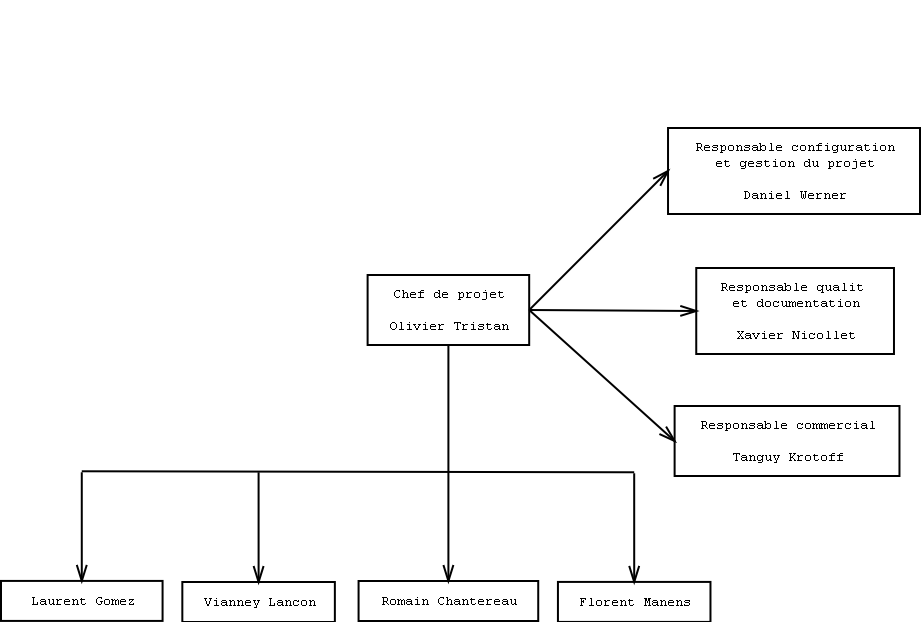 Responsable configuration
et gestion du projet
Daniel Werner
Chef de projet
Olivier Tristan
Responsable qualit
et documentation
Xavier Nicollet
Responsable commercial
Tanguy Krotoff
Laurent Gomez
Vianney Lancon
Romain Chantereau
Florent Manens